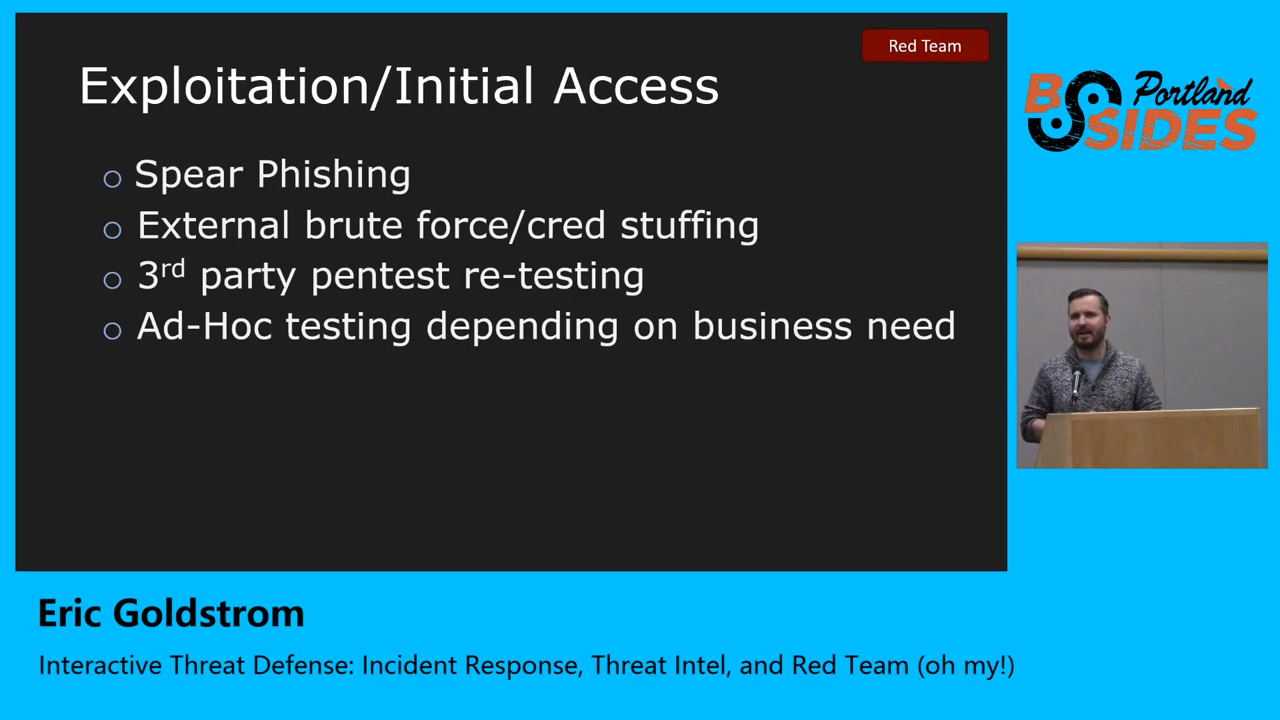 Red Team
Exploitation/Initial Access
Spear Phishing
External brute force/cred stuffing
3rd party pentest re-testing
Ad-Hoc testing depending on business need
BSIDES Portland
Eric Goldstrom
Interactive Threat Defense: Incident Response, Threat Intel, and Red Team (oh my!)